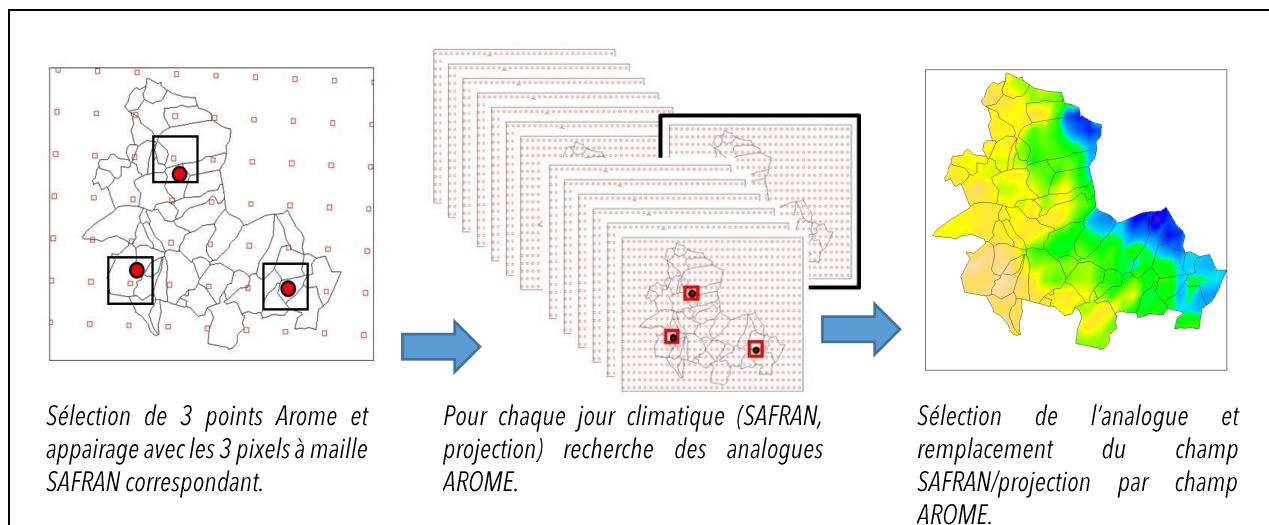 Sélection de 3 points Arome et
appairage avec les 3 pixels à maille
SAFRAN correspondant.
Pour chaque jour climatique (SAFRAN,
projection) recherche des analogues
AROME.
Sélection de l'analogue et
remplacement du champ
SAFRAN/projection par champ
AROME.